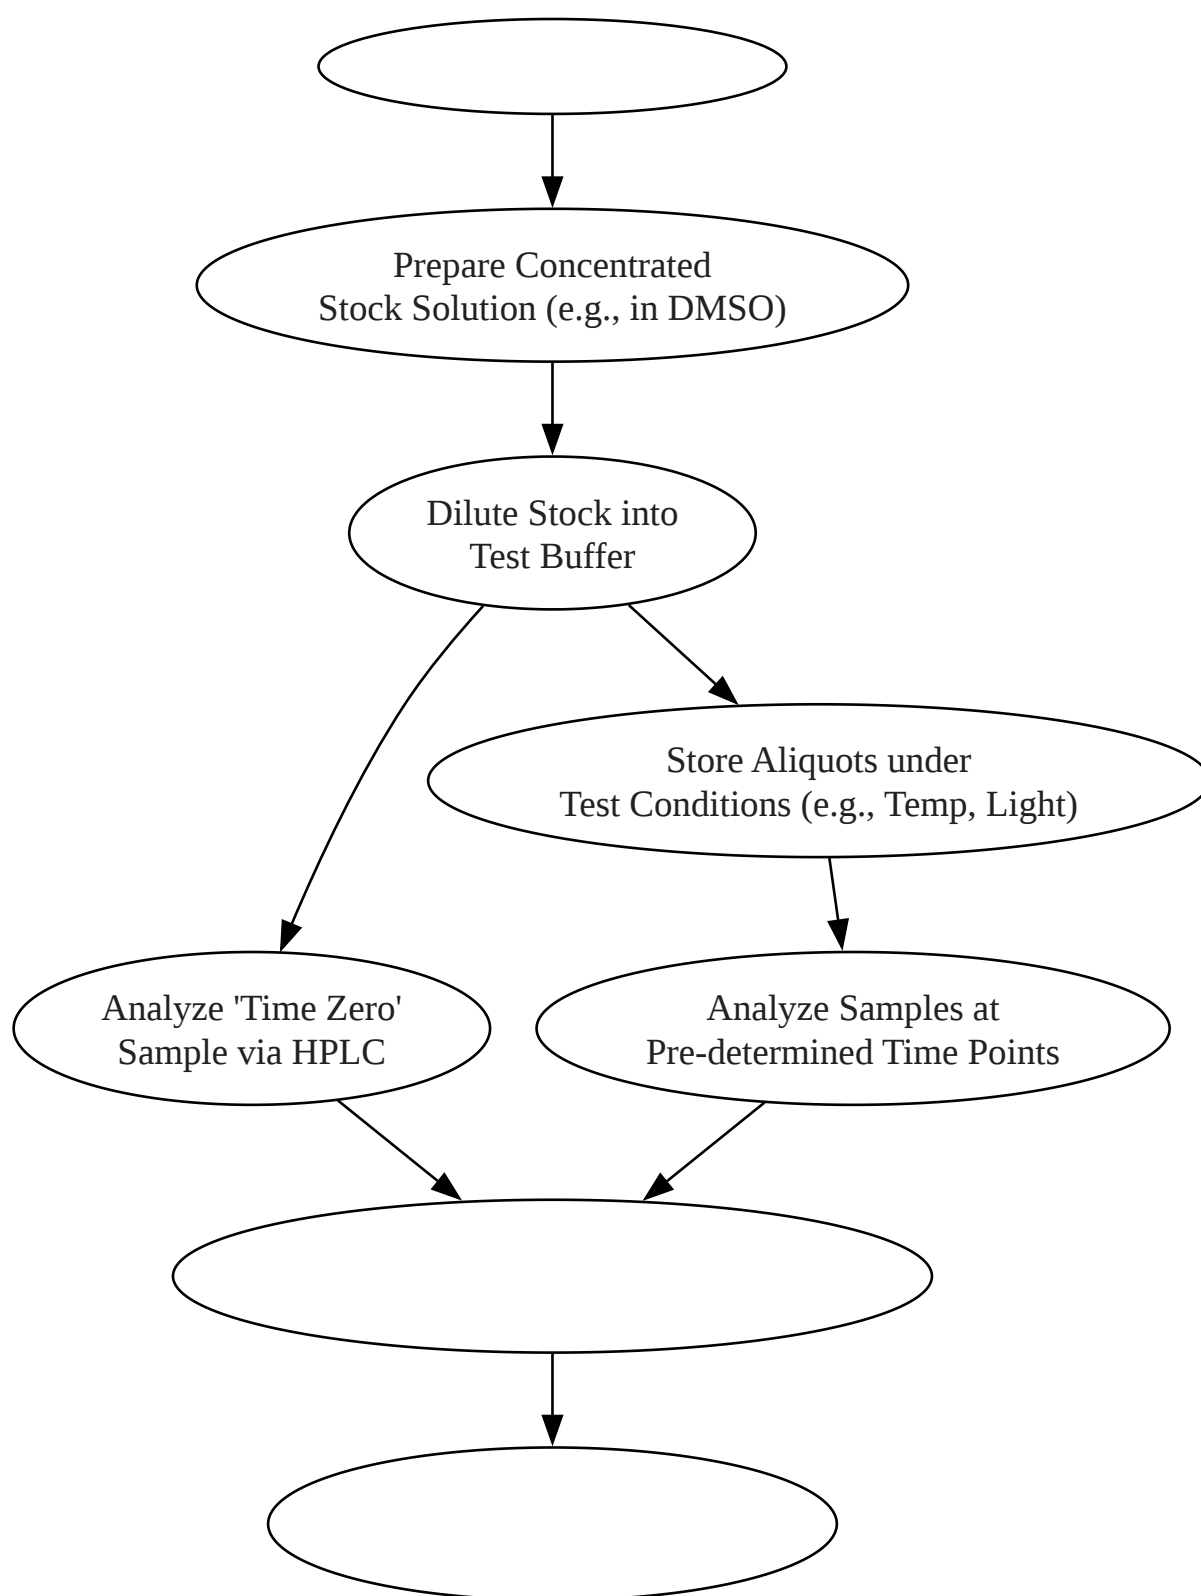 Prepare Concentrated
Stock Solution (e.g., in DMSO)
Dilute Stock into
Test Buffer
Store Aliquots under
Test Conditions (e.g., Temp, Light)
Analyze 'Time Zero'
Sample via HPLC
Analyze Samples at
Pre-determined Time Points